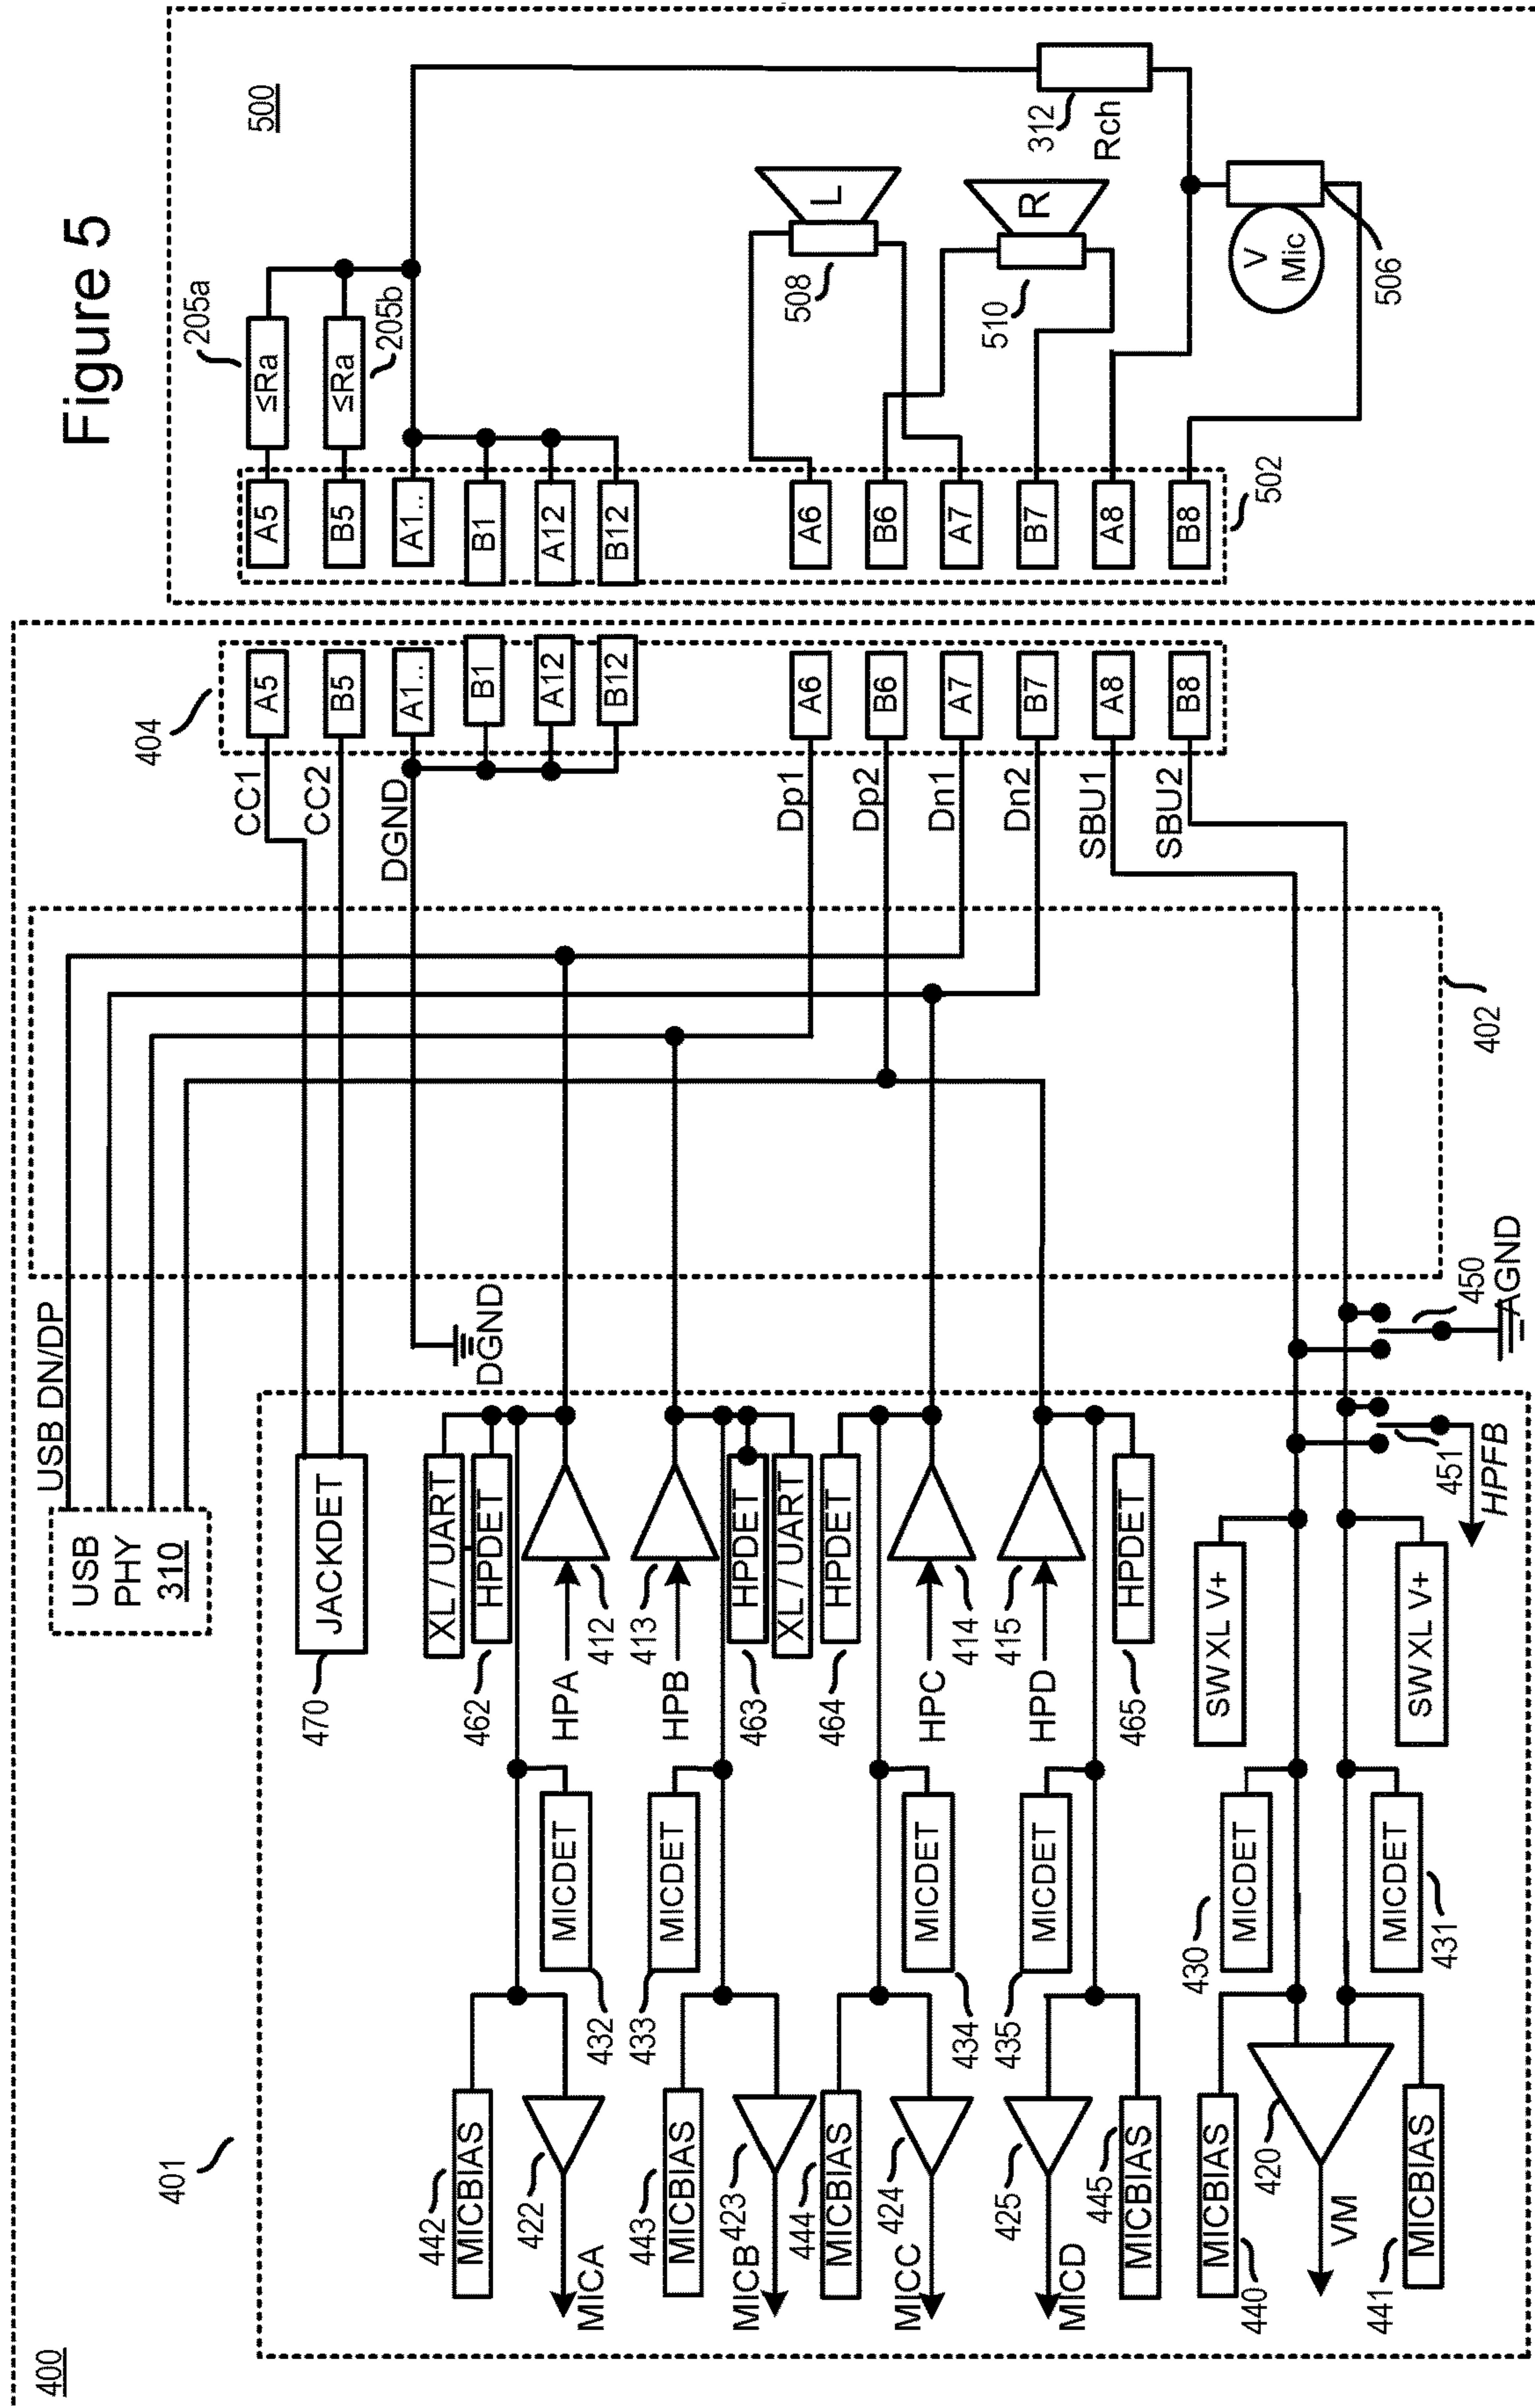 Figure 5
400
401
442
MICBIAS
422
MICA
432
MICDET
443
MICBIAS
423
MICB
433
MICDET
444
MICBIAS
424
MICC
434
MICDET
435
MICDET
425
MICD
445
MICBIAS
440
MICBIAS
430
MICDET
420
VM
441
MICBIAS
431
MICDET
470
JACKDET
USB
PHY
310
USB DN/DP
XL / UART
462
HPDET
HPA
412
HPB
413
463
HPDET
XL / UART
464
HPDET
HPC
414
HPD
415
465
HPDET
SWXL V+
SWXL V+
451
HPFB
450
AGND
DGND
402
404
CC1
CC2
DGND
Dp1
Dp2
Dn1
Dn2
SBU1
SBU2
A5
B5
A1...
B1
A12
B12
A6
B6
A7
B7
A8
B8
500
502
A5
B5
A1...
B1
A12
B12
A6
B6
A7
B7
A8
B8
≤Ra
205a
≤Ra
205b
508
L
510
R
312
Rch
V
Mic
506